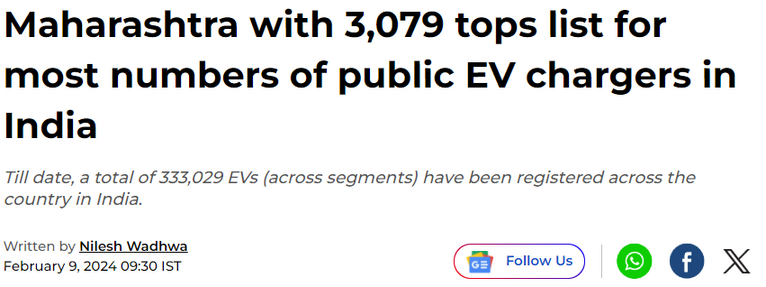 Maharashtra with 3,079 tops list for
most numbers of public EV chargers in
India
Till date, a total of 333,029 EVs (across segments) have been registered across the
country in India.
Written by Nilesh Wadhwa
February 9, 2024 09:30 IST
GE Follow Us